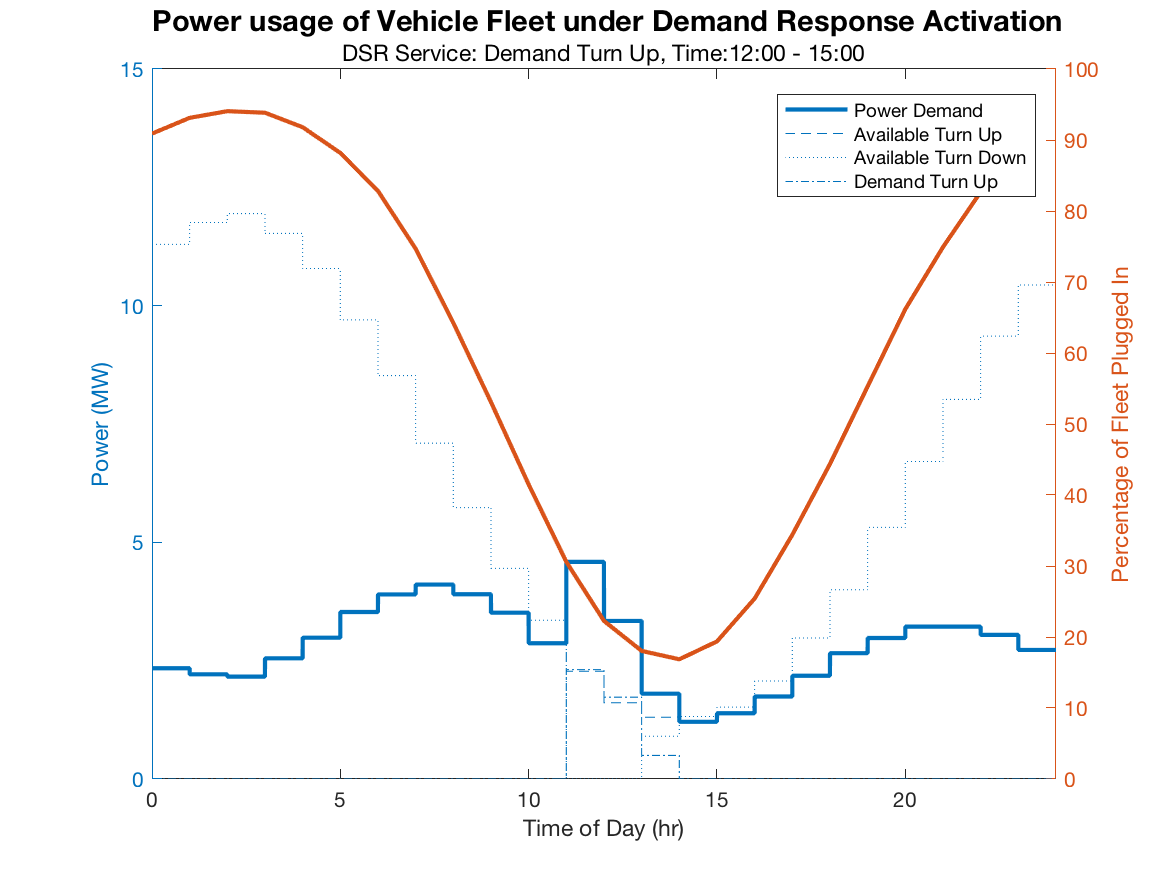 Power usage of Vehicle Fleet under Demand Response Activation
DSR Service: Demand Turn Up, Time:12:00 - 15:00
15
10
5
0
Power (MW)
Power Demand
Available Turn Up
Available Turn Down
Demand Turn Up
100
90
80
70
60
50
40
30
20
10
0
Percentage of Fleet Plugged In
0
5
10
15
20
Time of Day (hr)